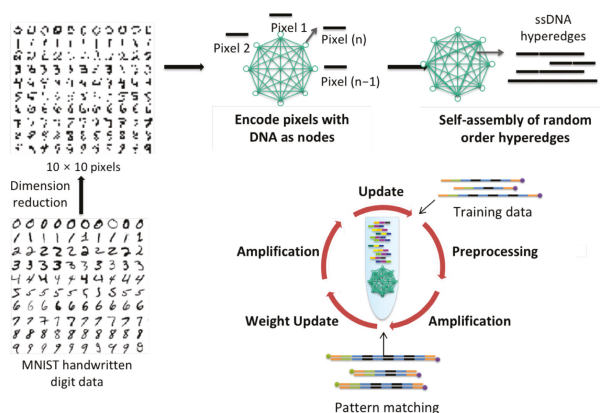 Pixel 1
Pixel 2
Pixel (n)
Pixel (n−1)
ssDNA
hyperedges
Encode pixels with
DNA as nodes
Self-assembly of random
order hyperedges
10 × 10 pixels
Dimension
reduction
MNIST handwritten
digit data
Update
Training data
Amplification
Preprocessing
Weight Update
Amplification
Pattern matching